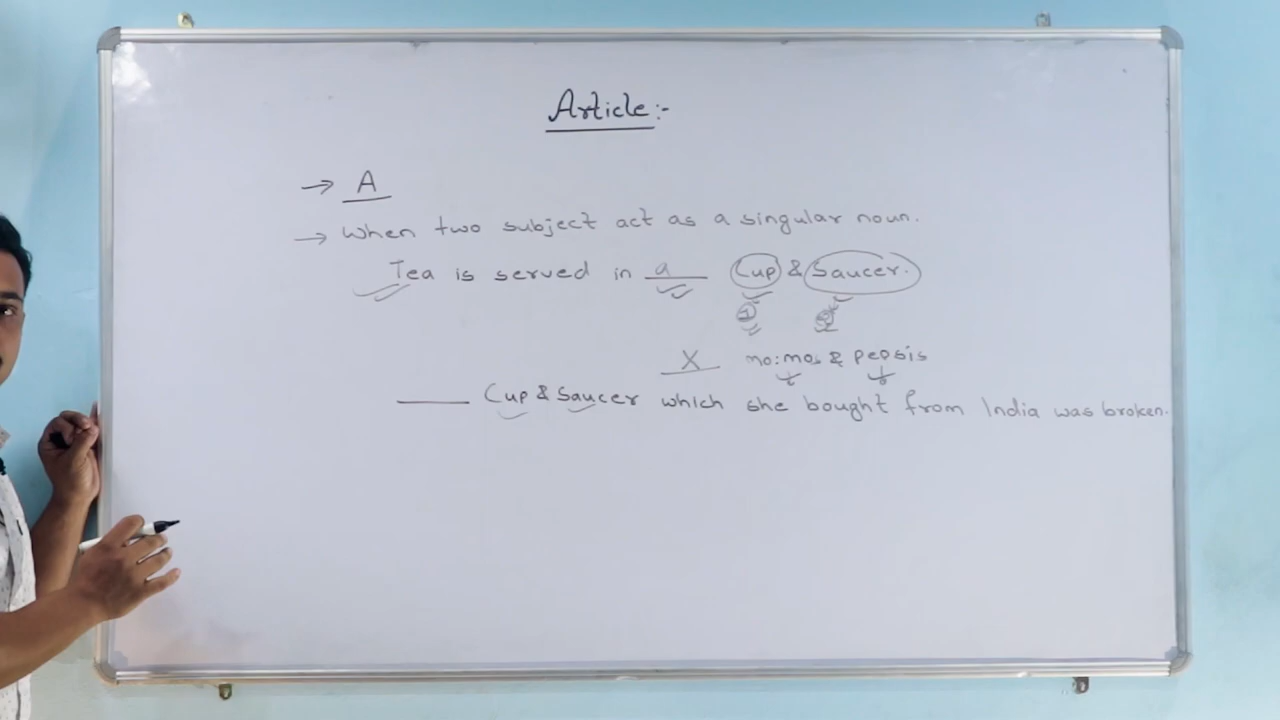 Article:-
→ A
→ When two subject act as a singular noun.
Tea is served in a Cup & Saucer.
X mo:mos & pepsis
____ Cup & Saucer which she bought from India was broken.